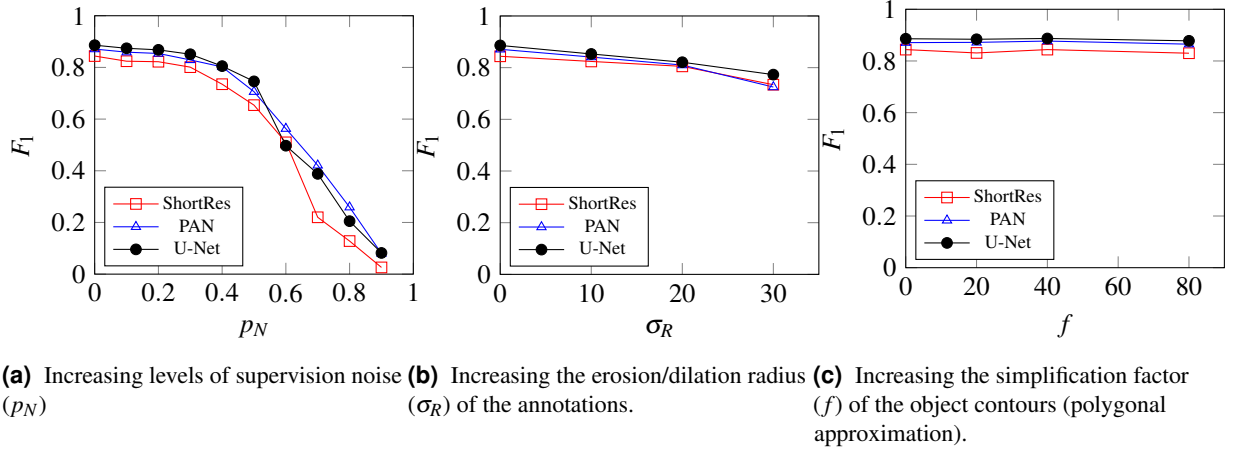 1
0.8
0.6
0.4
0.2
0
0 0.2 0.4 0.6 0.8 1
F1
pN
ShortRes
PAN
U-Net
(a) Increasing levels of supervision noise
(pN)
1
0.8
0.6
0.4
0.2
0
0 10 20 30
F1
σR
ShortRes
PAN
U-Net
(b) Increasing the erosion/dilation radius
(σR) of the annotations.
1
0.8
0.6
0.4
0.2
0
0 20 40 60 80
F1
f
ShortRes
PAN
U-Net
(c) Increasing the simplification factor
(f) of the object contours (polygonal
approximation).